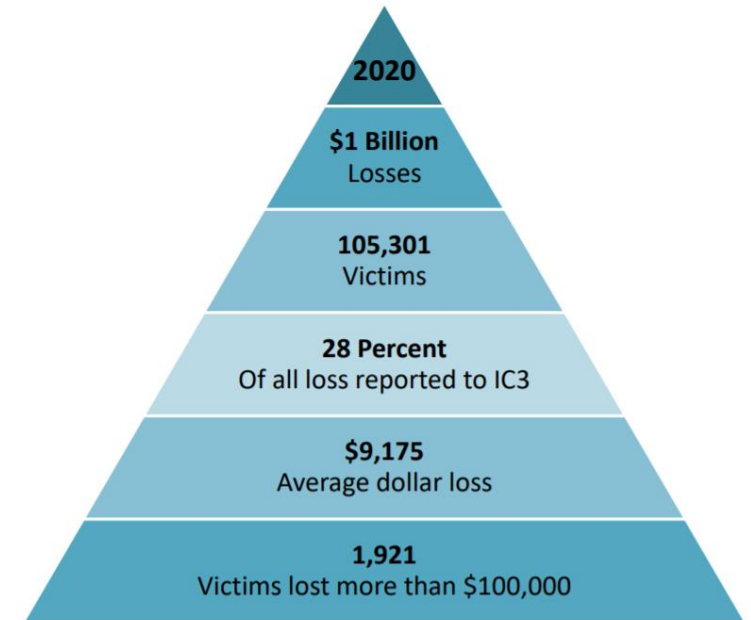 2020
$1 Billion
Losses
105,301
Victims
28 Percent
Of all loss reported to IC3
$9,175
Average dollar loss
1,921
Victims lost more than $100,000